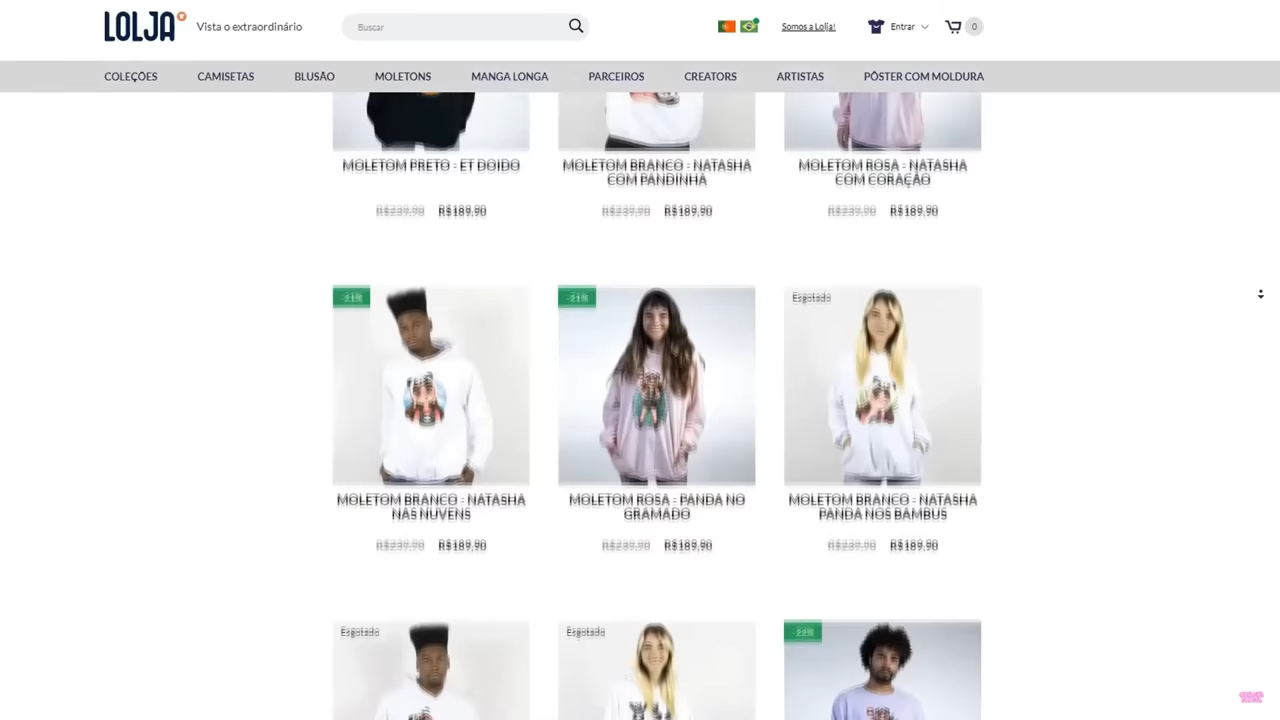 LOLJA
Vista o extraordinário
Buscar
Somos a Lolja!
Entrar
0
COLEÇÕES
CAMISETAS
BLUSÃO
MOLETONS
MANGA LONGA
PARCEIROS
CREATORS
ARTISTAS
PÔSTER COM MOLDURA
MOLETOM PRETO - ET DOIDO
MOLETOM BRANCO - NATASHA
COM PANDINHA
MOLETOM ROSA - NATASHA
COM CORAÇÃO
R$239,90 R$189,90
R$239,90 R$189,90
R$239,90 R$189,90
-21%
-21%
Esgotado
MOLETOM BRANCO - NATASHA
NAS NUVENS
MOLETOM ROSA - PANDA NO
GRAMADO
MOLETOM BRANCO - NATASHA
PANDA NOS BAMBUS
R$239,90 R$189,90
R$239,90 R$189,90
R$239,90 R$189,90
Esgotado
Esgotado
-22%